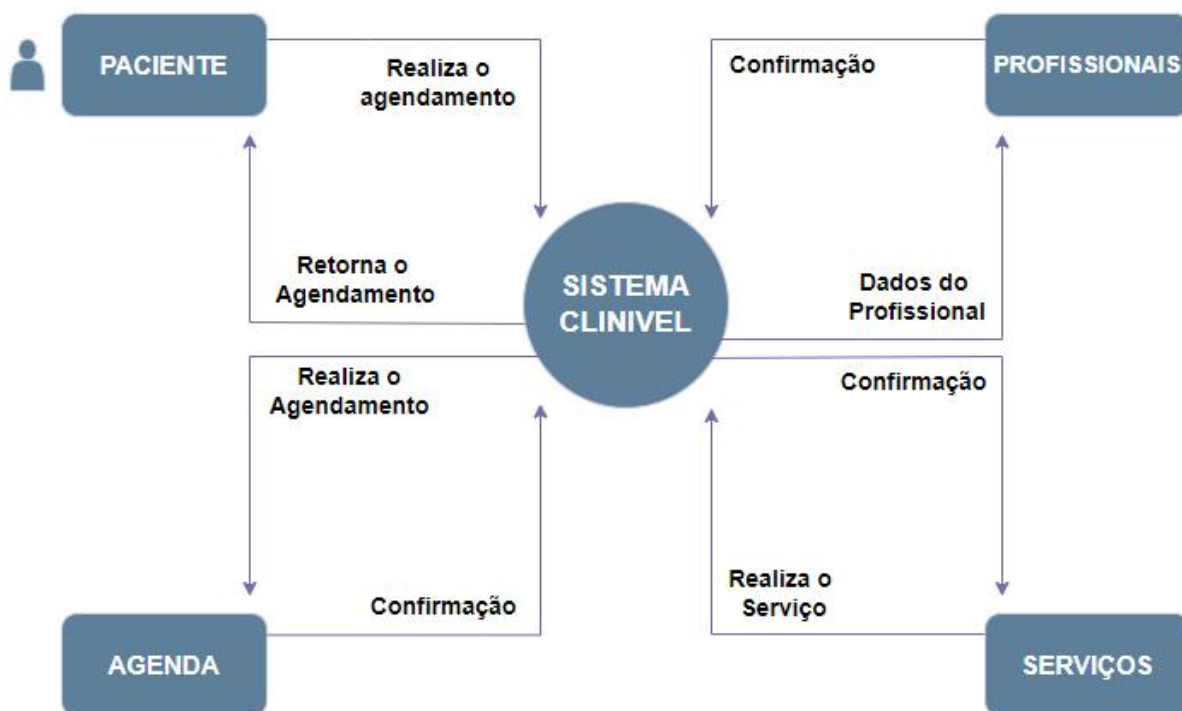 PACIENTE
Realiza o
agendamento
Confirmação
PROFISSIONAIS
Retorna o
Agendamento
SISTEMA
CLINIVEL
Dados do
Profissional
Realiza o
Agendamento
Confirmação
Confirmação
Realiza o
Serviço
AGENDA
SERVIÇOS